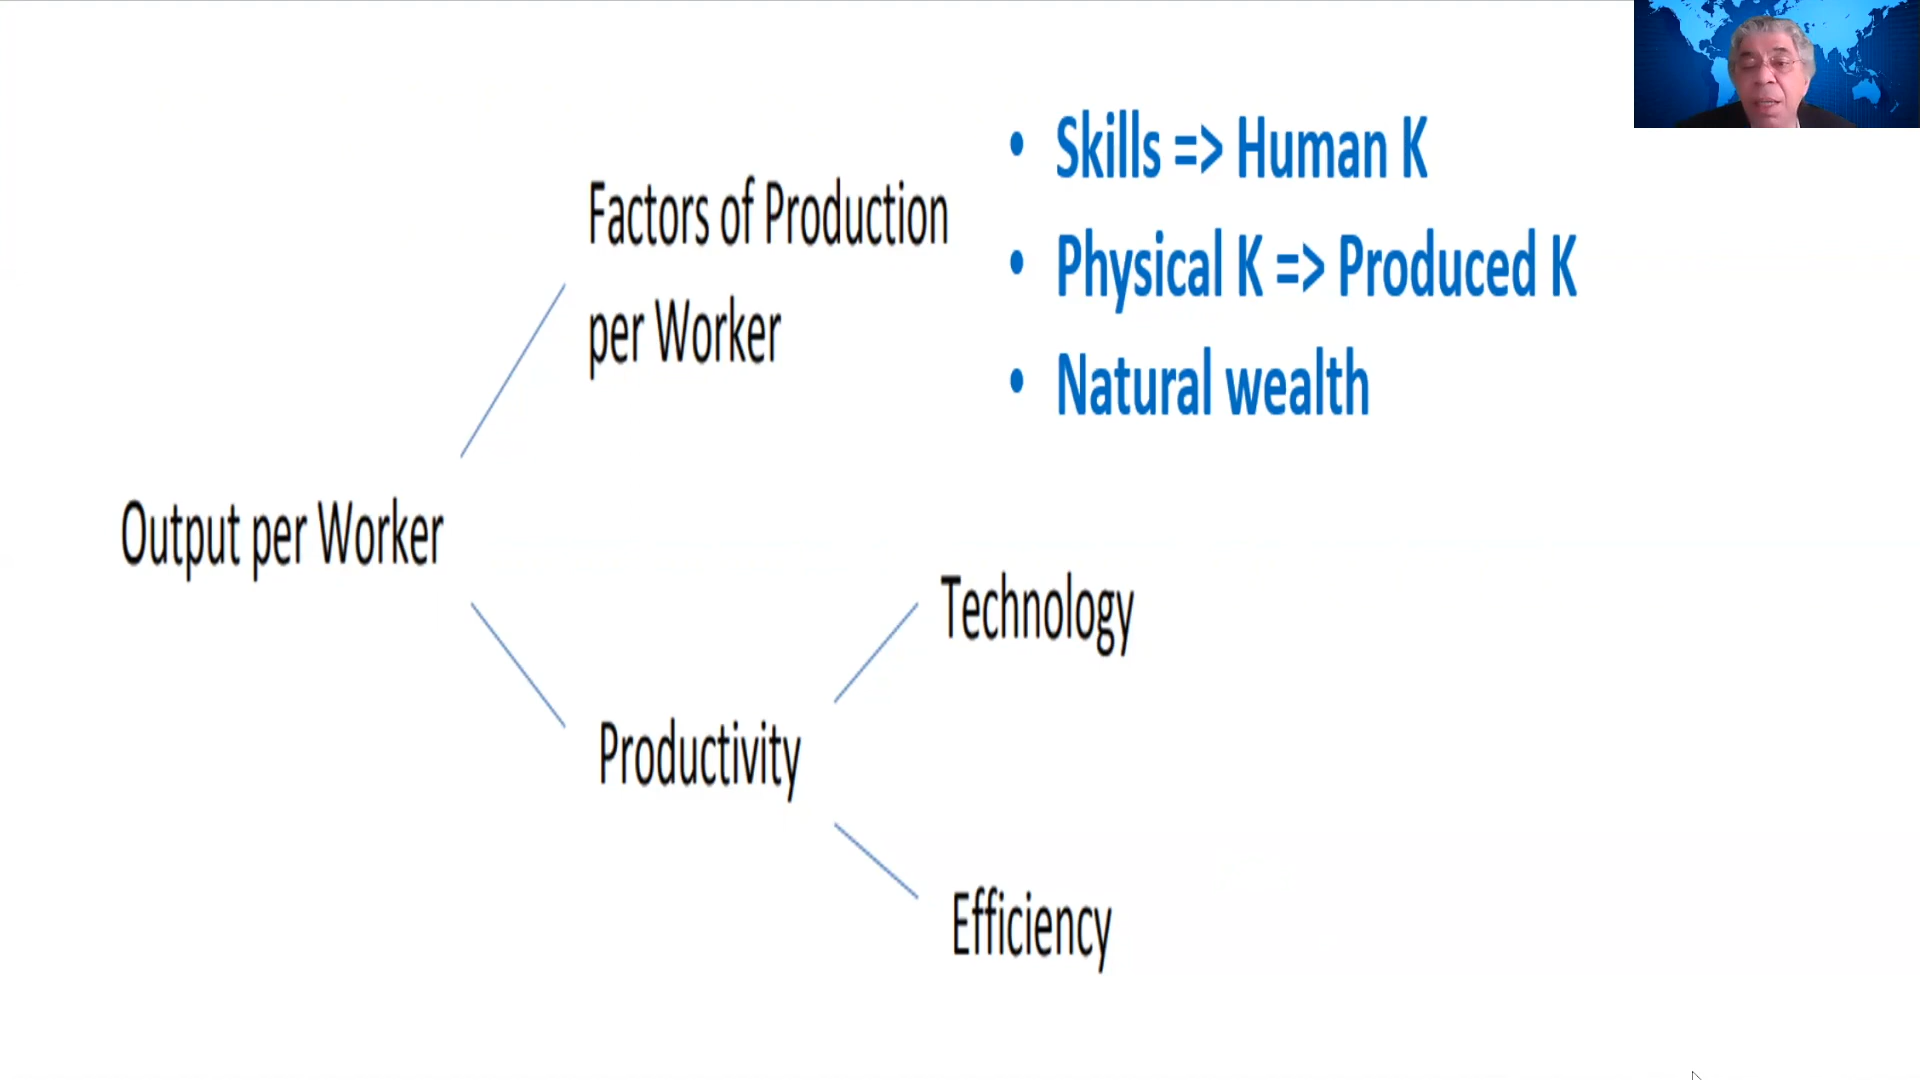 • Skills => Human K
Factors of Production
per Worker
• Physical K => Produced K
• Natural wealth
Output per Worker
Technology
Productivity
Efficiency